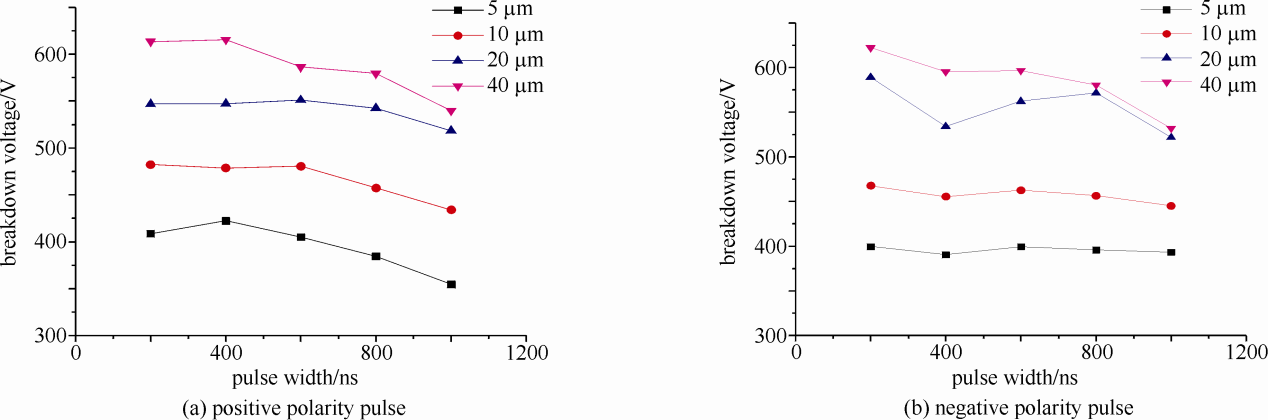 5 μm
10 μm
20 μm
40 μm
600
500
400
300
breakdown voltage/V
0
400
800
1200
pulse width/ns
(a) positive polarity pulse
5 μm
10 μm
20 μm
40 μm
600
500
400
300
breakdown voltage/V
0
400
800
1200
pulse width/ns
(b) negative polarity pulse